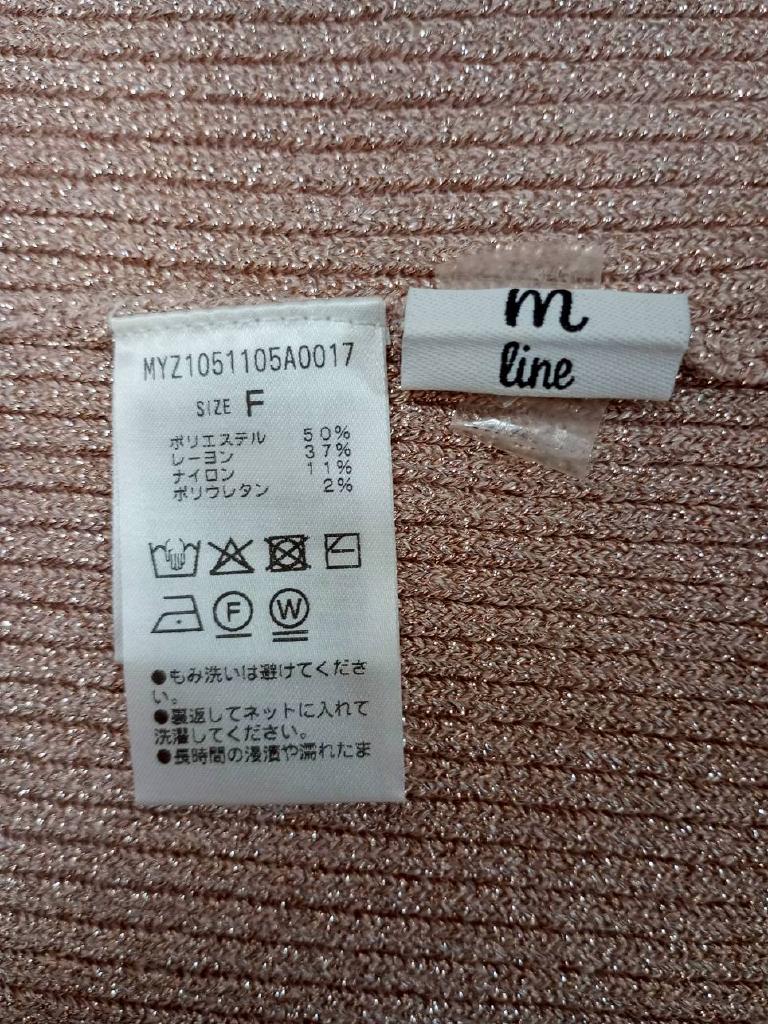 m
line
MYZ1051105A0017
SIZE F
ポリエステル 50%
レーヨン 37%
ナイロン 11%
ポリウレタン 2%
F W
●もみ洗いは避けてくださ
い。
●裏返してネットに入れて
洗濯してください。
●長時間の浸漬や濡れたま